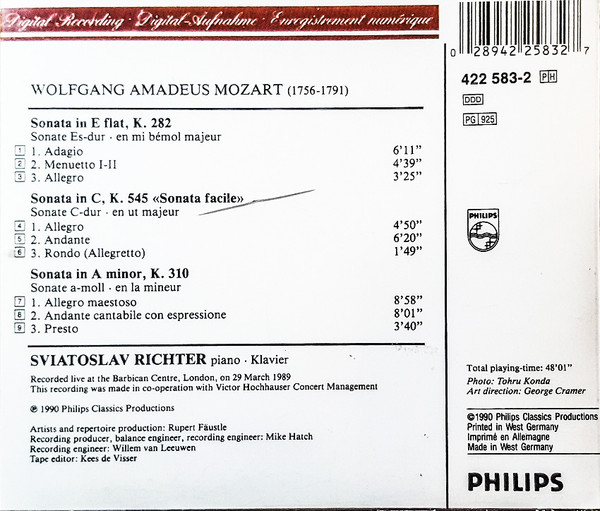 Digital Recording · Digital-Aufnahme · Enregistrement numérique
0 28942 25832 7
422 583-2 PH
DDD
PG 925
WOLFGANG AMADEUS MOZART (1756-1791)
Sonata in E flat, K. 282
Sonate Es-dur · en mi bémol majeur
1 1. Adagio 6'11"
2 2. Menuetto I-II 4'39"
3 3. Allegro 3'25"
Sonata in C, K. 545 «Sonata facile»
Sonate C-dur · en ut majeur
4 1. Allegro 4'50"
5 2. Andante 6'20"
6 3. Rondo (Allegretto) 1'49"
Sonata in A minor, K. 310
Sonate a-moll · en la mineur
7 1. Allegro maestoso 8'58"
8 2. Andante cantabile con espressione 8'01"
9 3. Presto 3'40"
SVIATOSLAV RICHTER piano · Klavier
Recorded live at the Barbican Centre, London, on 29 March 1989
This recording was made in co-operation with Victor Hochhauser Concert Management
℗ 1990 Philips Classics Productions
Artists and repertoire production: Rupert Fäustle
Recording producer, balance engineer, recording engineer: Mike Hatch
Recording engineer: Willem van Leeuwen
Tape editor: Kees de Visser
PHILIPS
Total playing-time: 48'01"
Photo: Tohru Konda
Art direction: George Cramer
©1990 Philips Classics Productions
Printed in West Germany
Imprimé en Allemagne
Made in West Germany
PHILIPS